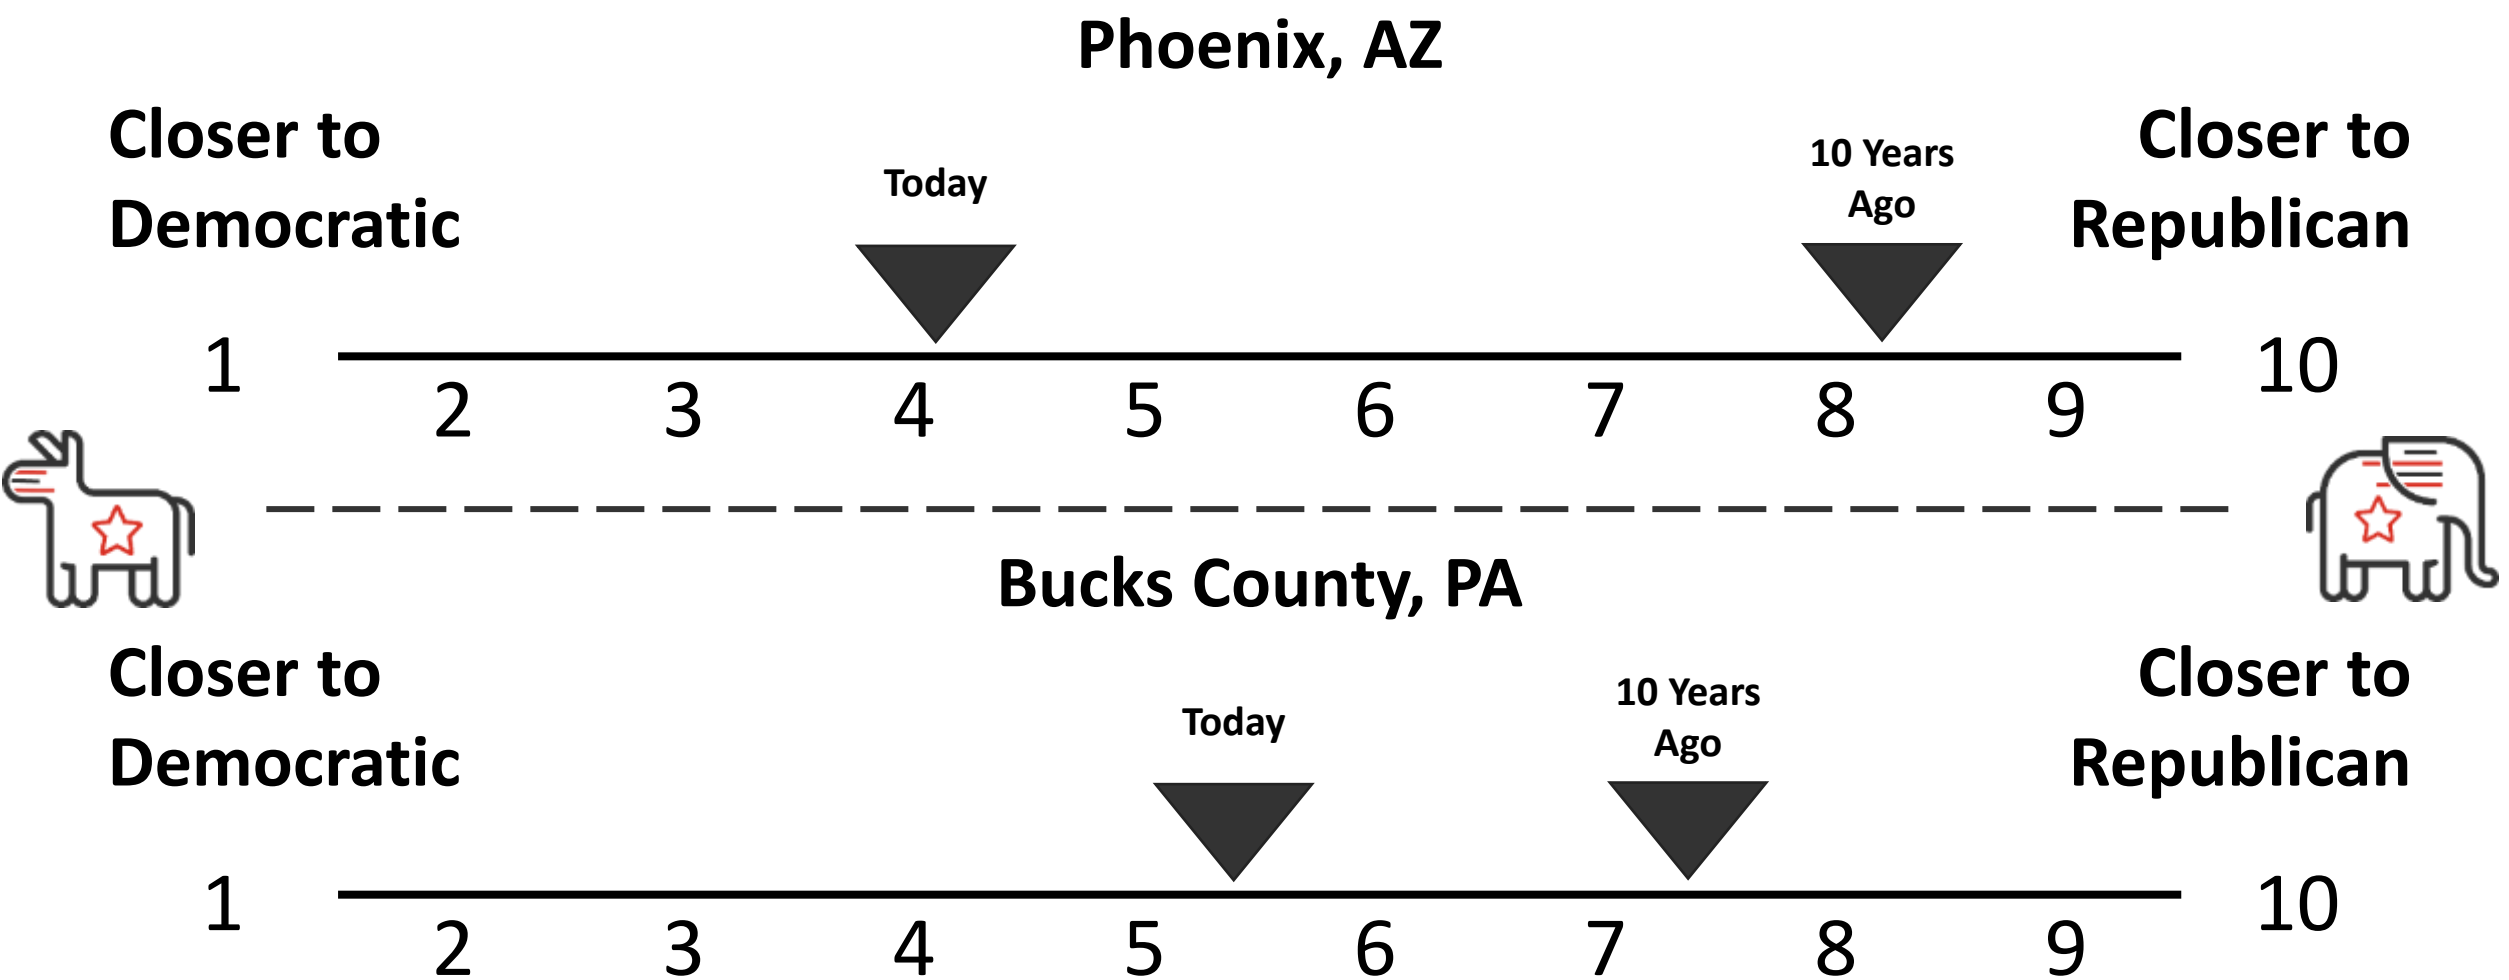 Phoenix, AZ
Closer to
Democratic
Today
10 Years
Ago
Closer to
Republican
1
10
2 3 4 5 6 7 8 9
Bucks County, PA
Closer to
Democratic
Today
10 Years
Ago
Closer to
Republican
1
10
2 3 4 5 6 7 8 9